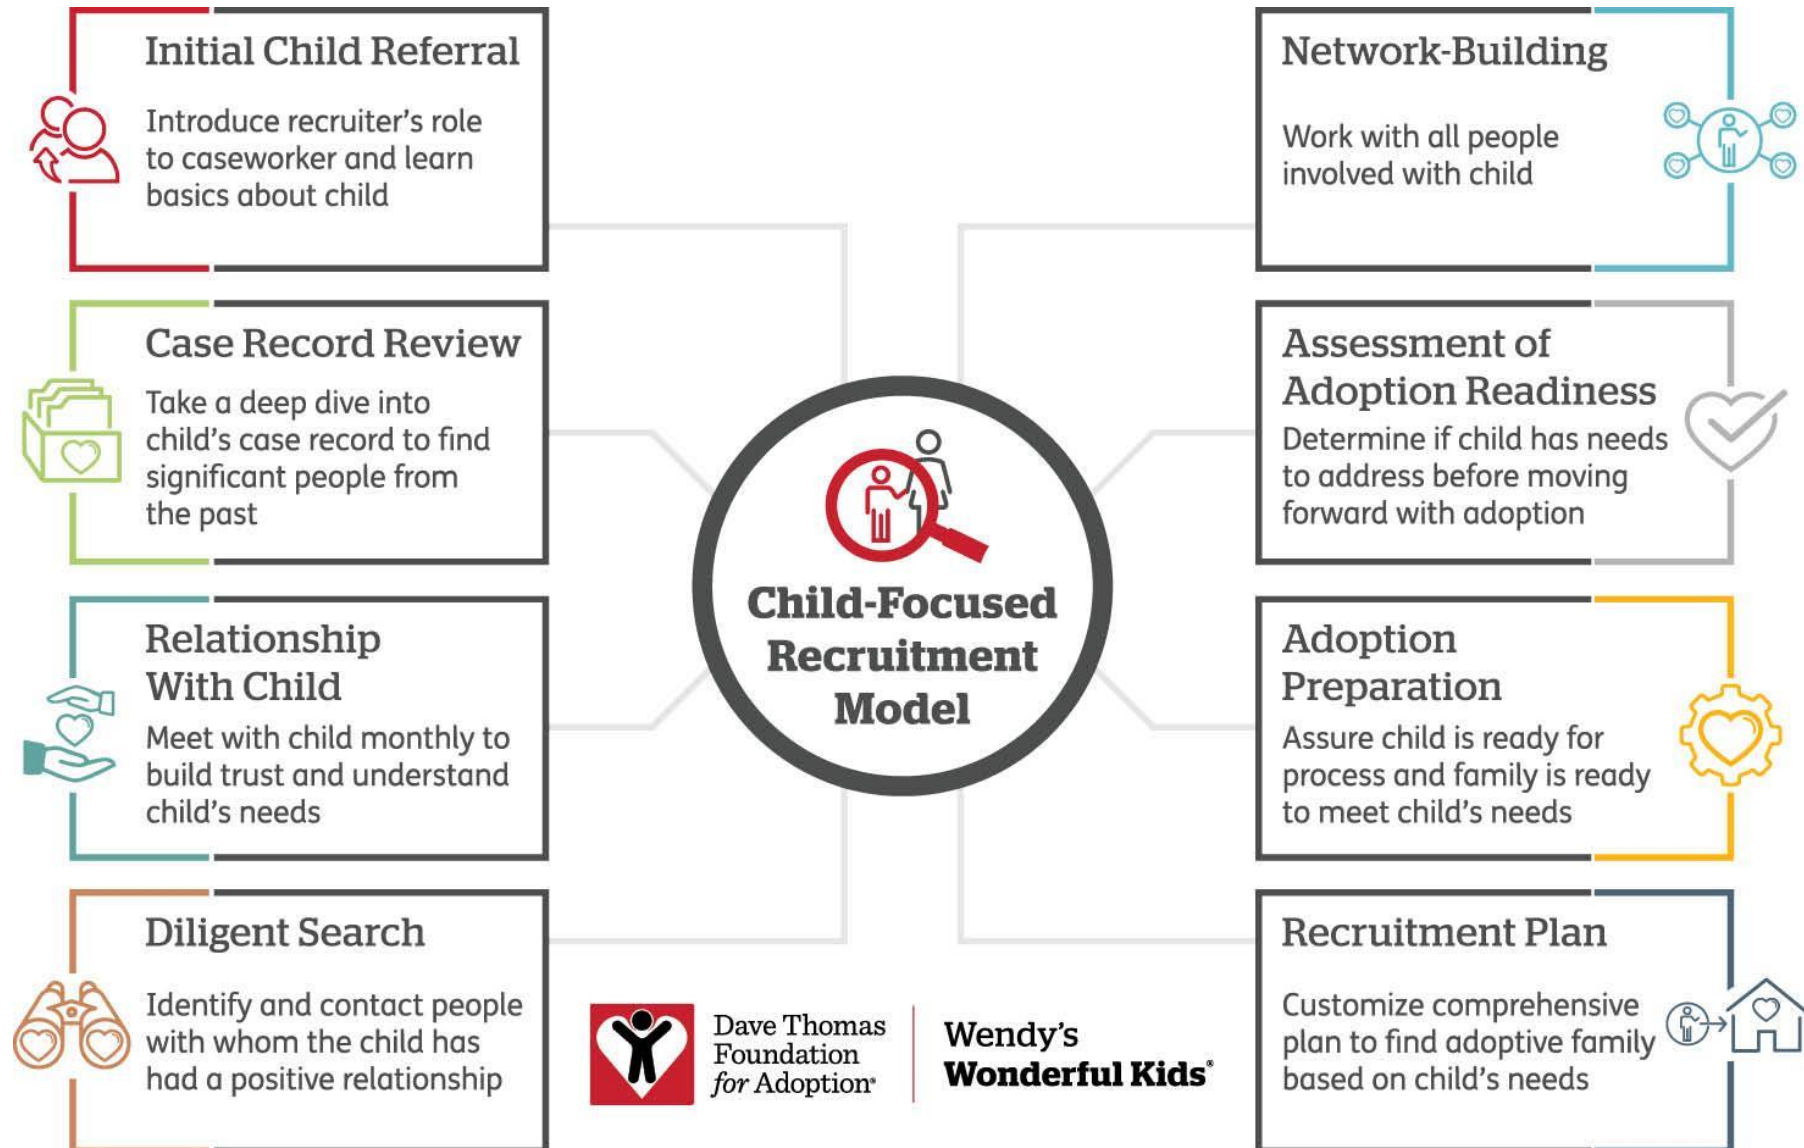 Initial Child Referral
Introduce recruiter's role
to caseworker and learn
basics about child
Case Record Review
Take a deep dive into
child's case record to find
significant people from
the past
Relationship
With Child
Meet with child monthly to
build trust and understand
child's needs
Diligent Search
Identify and contact people
with whom the child has
had a positive relationship
Child-Focused
Recruitment
Model
Network-Building
Work with all people
involved with child
Assessment of
Adoption Readiness
Determine if child has needs
to address before moving
forward with adoption
Adoption
Preparation
Assure child is ready for
process and family is ready
to meet child's needs
Recruitment Plan
Customize comprehensive
plan to find adoptive family
based on child's needs
Dave Thomas
Foundation
for Adoption®
Wendy's
Wonderful Kids®